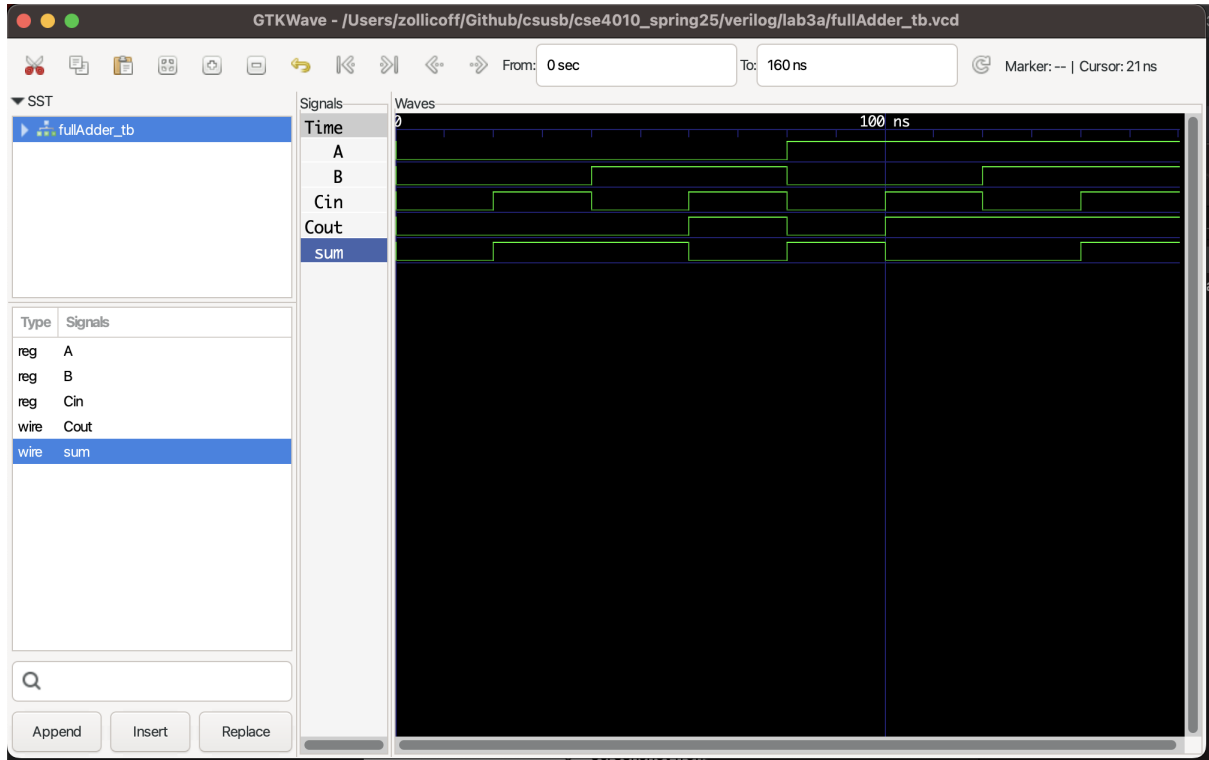 GTKWave - /Users/zollicoff/Github/csusb/cse4010_spring25/verilog/lab3a/fullAdder_tb.vcd
From: 0 sec To: 160 ns Marker: -- | Cursor: 21 ns
SST
fullAdder_tb
Type Signals
reg A
reg B
reg Cin
wire Cout
wire sum
Append Insert Replace
Signals
Time
A
B
Cin
Cout
sum
Waves
0 100 ns